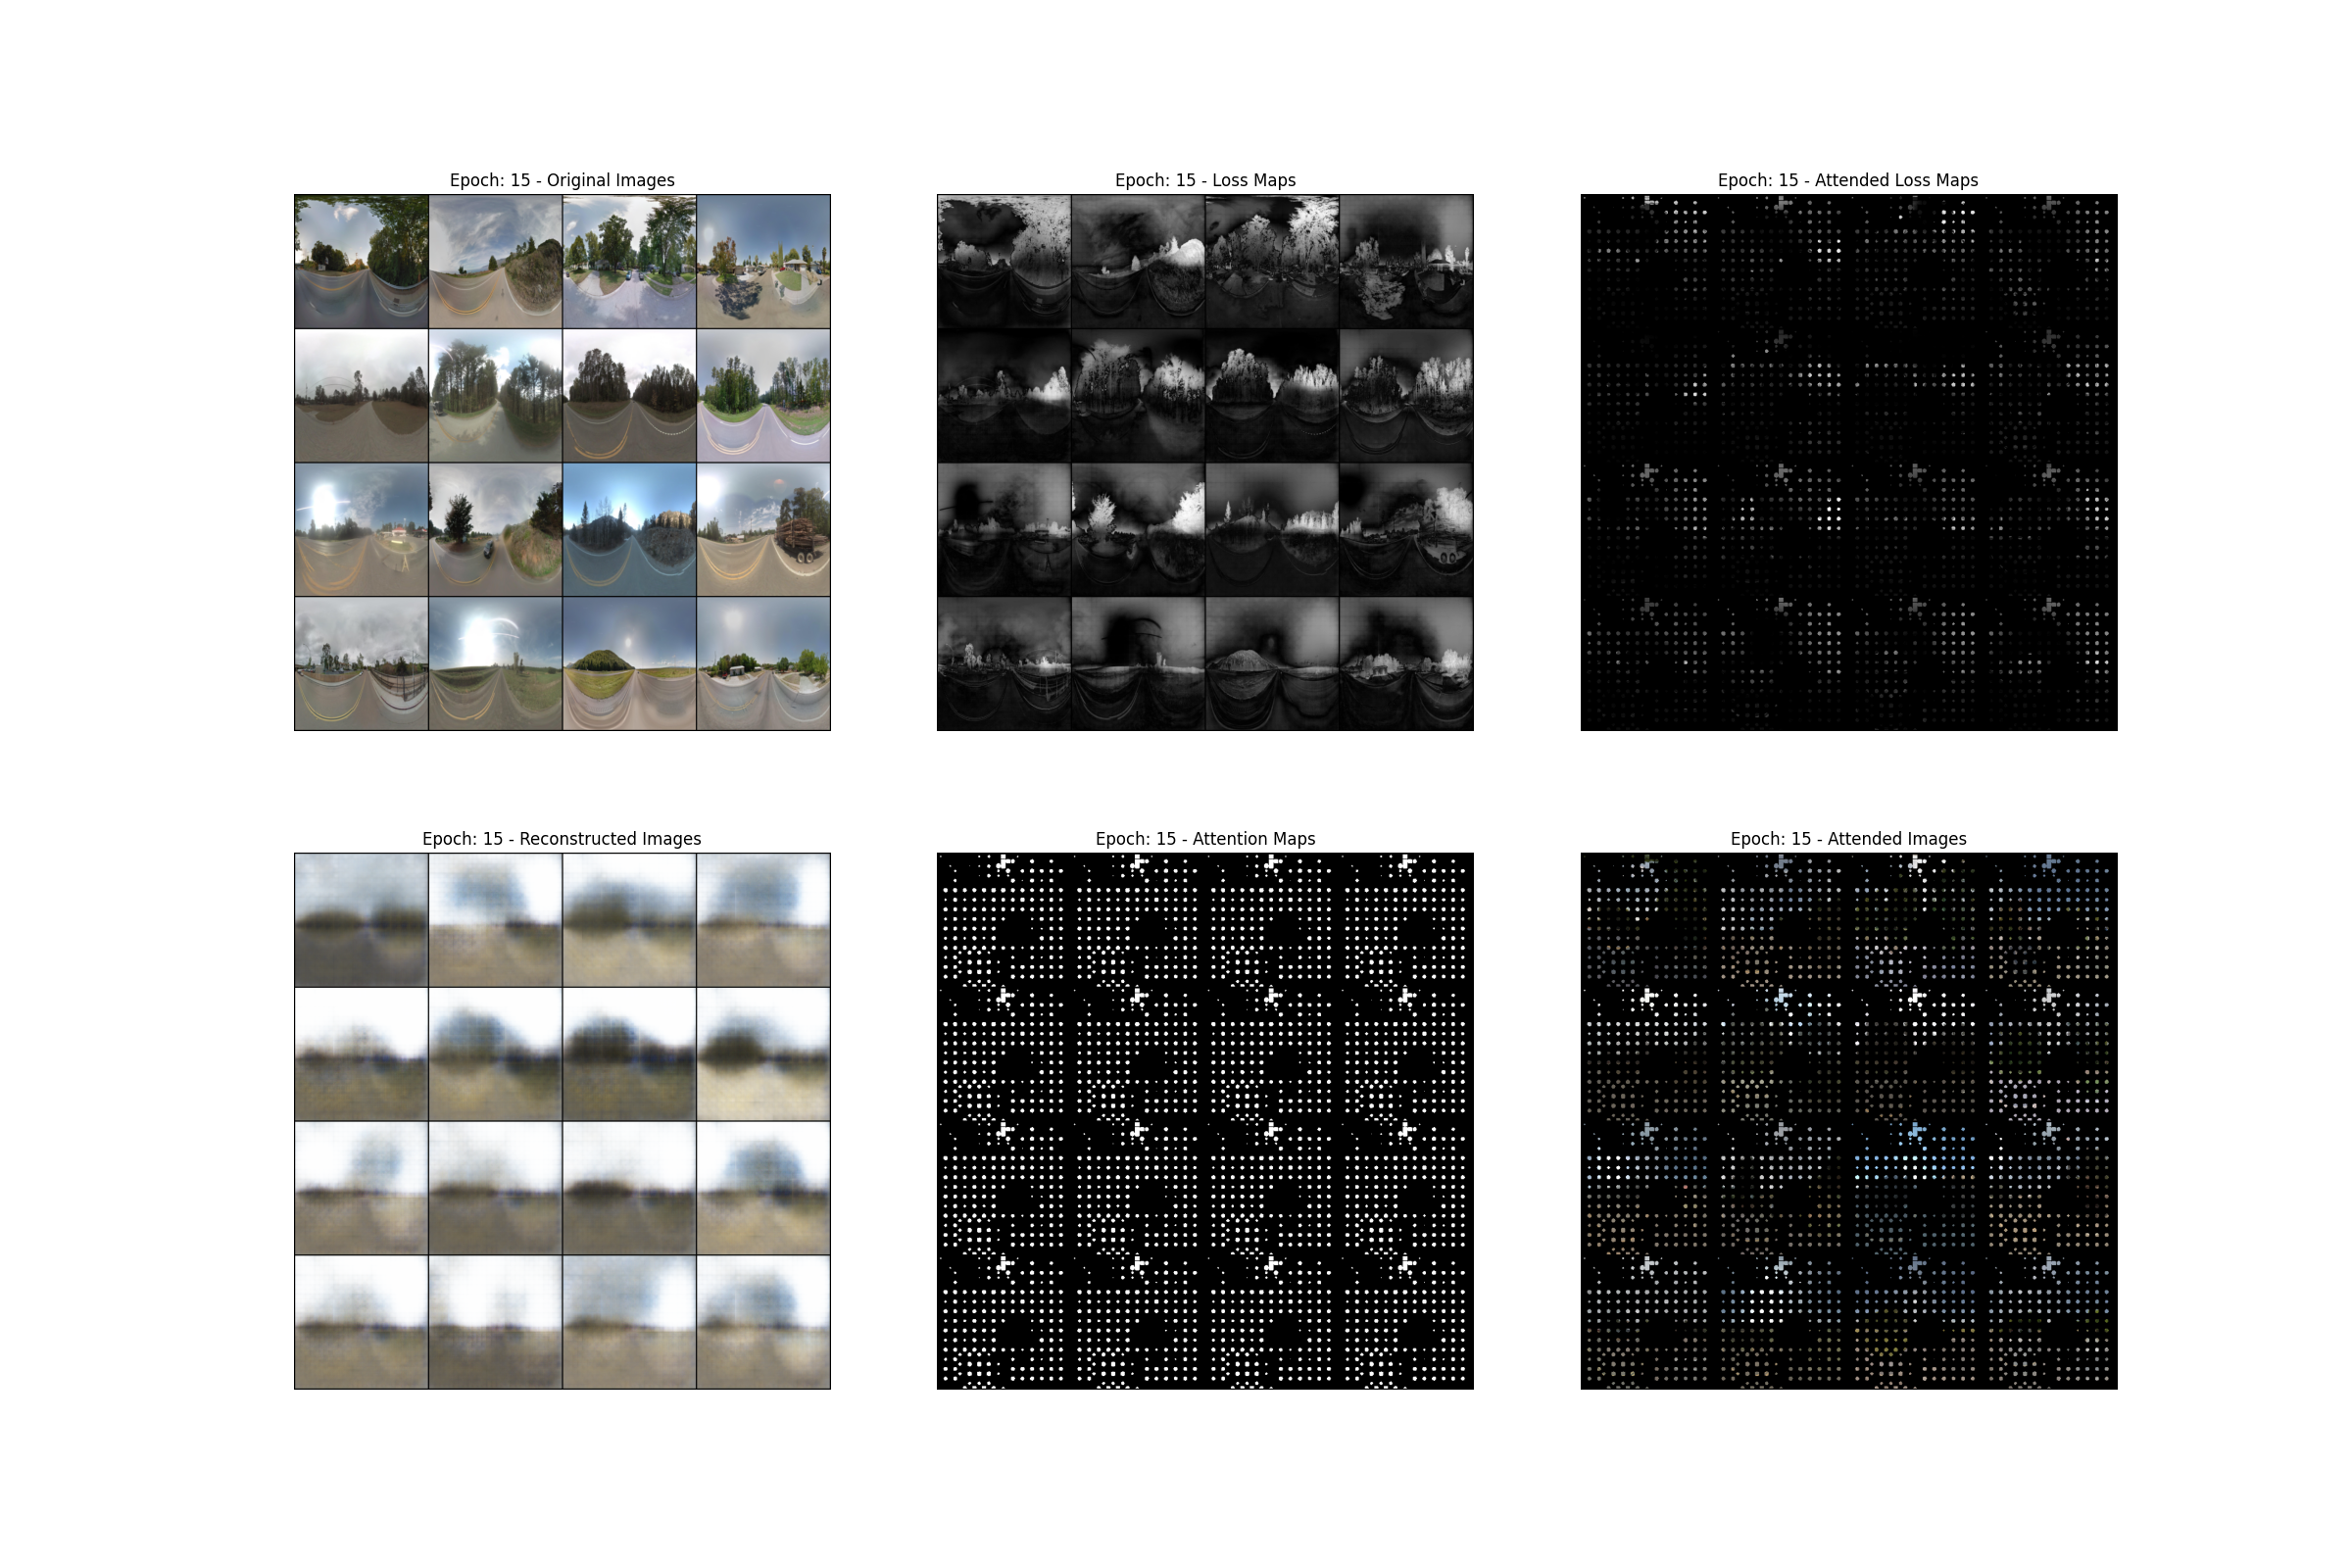 Epoch: 15 - Original Images
Epoch: 15 - Loss Maps
Epoch: 15 - Attended Loss Maps
Epoch: 15 - Reconstructed Images
Epoch: 15 - Attention Maps
Epoch: 15 - Attended Images